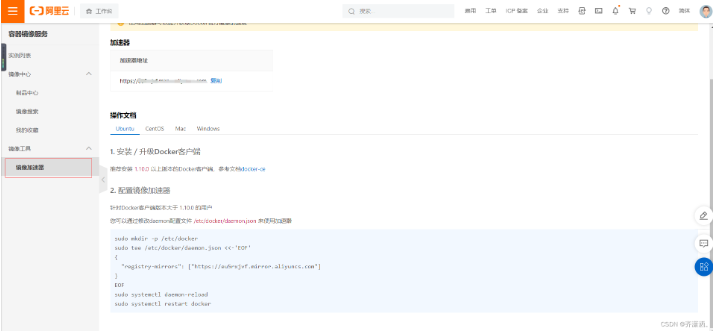 阿里云
工作台
搜索...
费用 工单 ICP 备案 企业 支持
简体
容器镜像服务
加速器
实例列表
加速器地址
镜像中心
https:// 复制
制品中心
镜像搜索
操作文档
我的收藏
Ubuntu CentOS Mac Windows
镜像工具
1. 安装 / 升级Docker客户端
镜像加速器
推荐安装 1.10.0 以上版本的Docker客户端，参考文档docker-ce
2. 配置镜像加速器
针对Docker客户端版本大于 1.10.0 的用户
您可以通过修改daemon配置文件 /etc/docker/daemon.json 来使用加速器
sudo mkdir -p /etc/docker
sudo tee /etc/docker/daemon.json <<-'EOF'
{
"registry-mirrors": ["https://
.mirror.aliyuncs.com"]
}
EOF
sudo systemctl daemon-reload
sudo systemctl restart docker